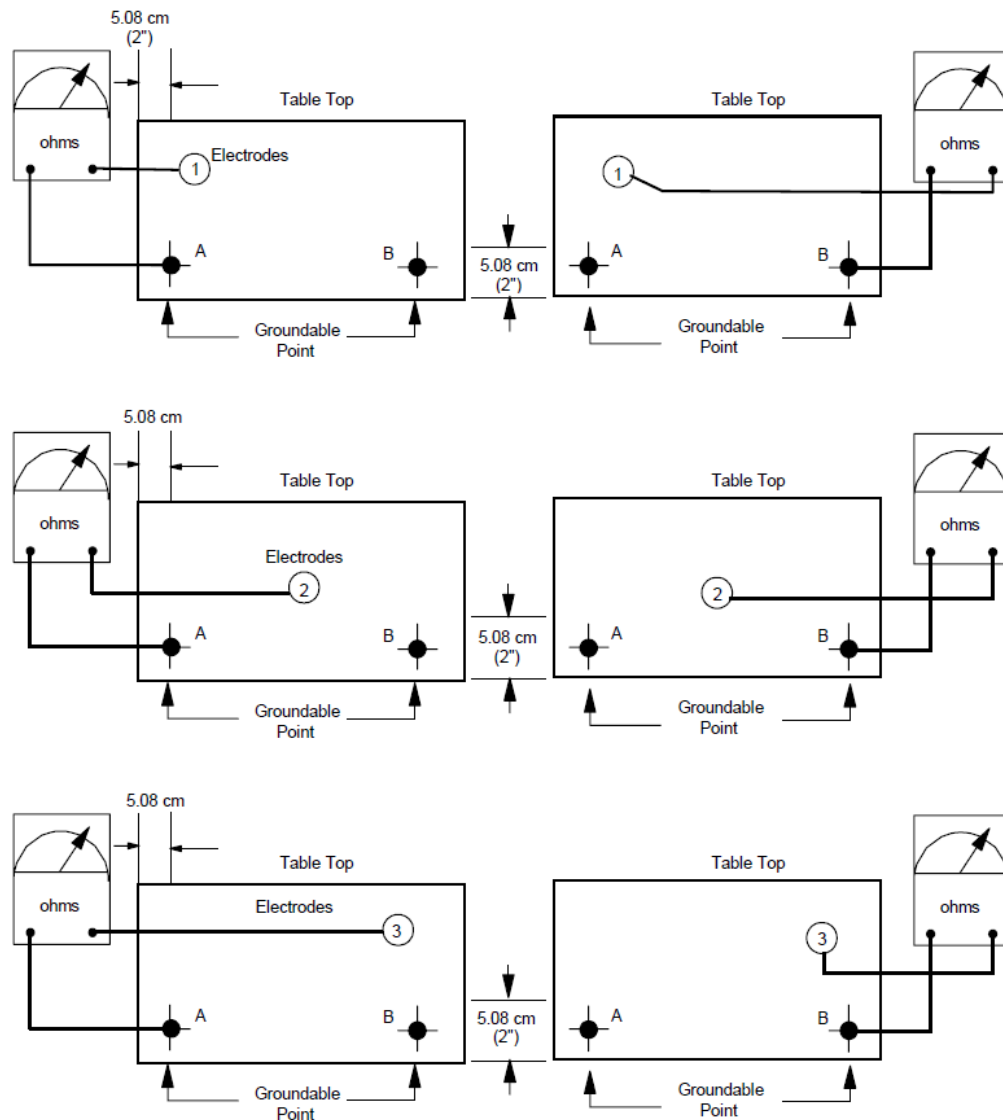 5.08 cm
(2")
Table Top
Table Top
ohms
1
Electrodes
1
ohms
A
B
5.08 cm
(2")
A
B
Groundable
Point
Groundable
Point
5.08 cm
Table Top
Table Top
ohms
Electrodes
2
2
ohms
A
B
5.08 cm
(2")
A
B
Groundable
Point
Groundable
Point
5.08 cm
Table Top
Table Top
ohms
Electrodes
3
3
ohms
A
B
5.08 cm
(2")
A
B
Groundable
Point
Groundable
Point